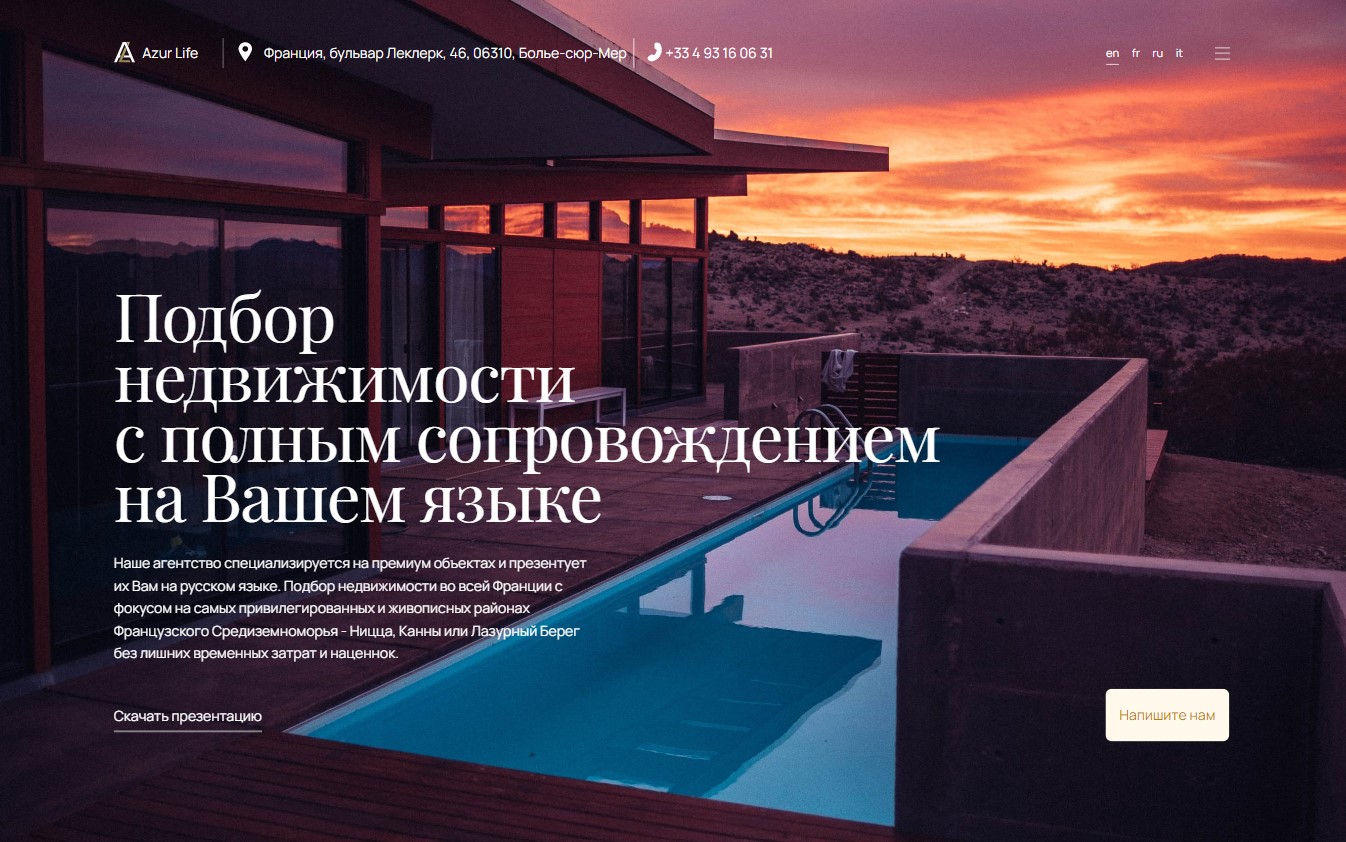 Azur Life
Франция, бульвар Леклерк, 46, 06310, Болье-сюр-Мер
+33 4 93 16 06 31
en fr ru it
Подбор
недвижимости
с полным сопровождением
на Вашем языке
Наше агентство специализируется на премиум объектах и презентует
их Вам на русском языке. Подбор недвижимости во всей Франции с
фокусом на самых привилегированных и живописных районах
Французского Средиземноморья - Ницца, Канны или Лазурный Берег
без лишних временных затрат и наценнок.
Скачать презентацию
Напишите нам